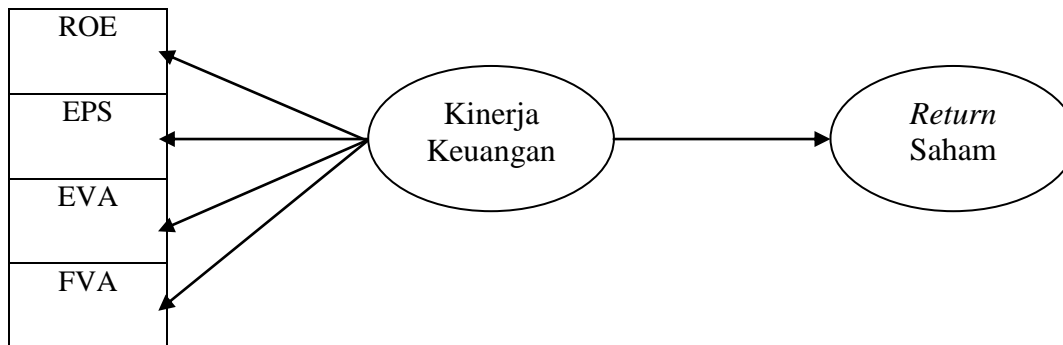 ROE
EPS
EVA
FVA
Kinerja
Keuangan
Return
Saham